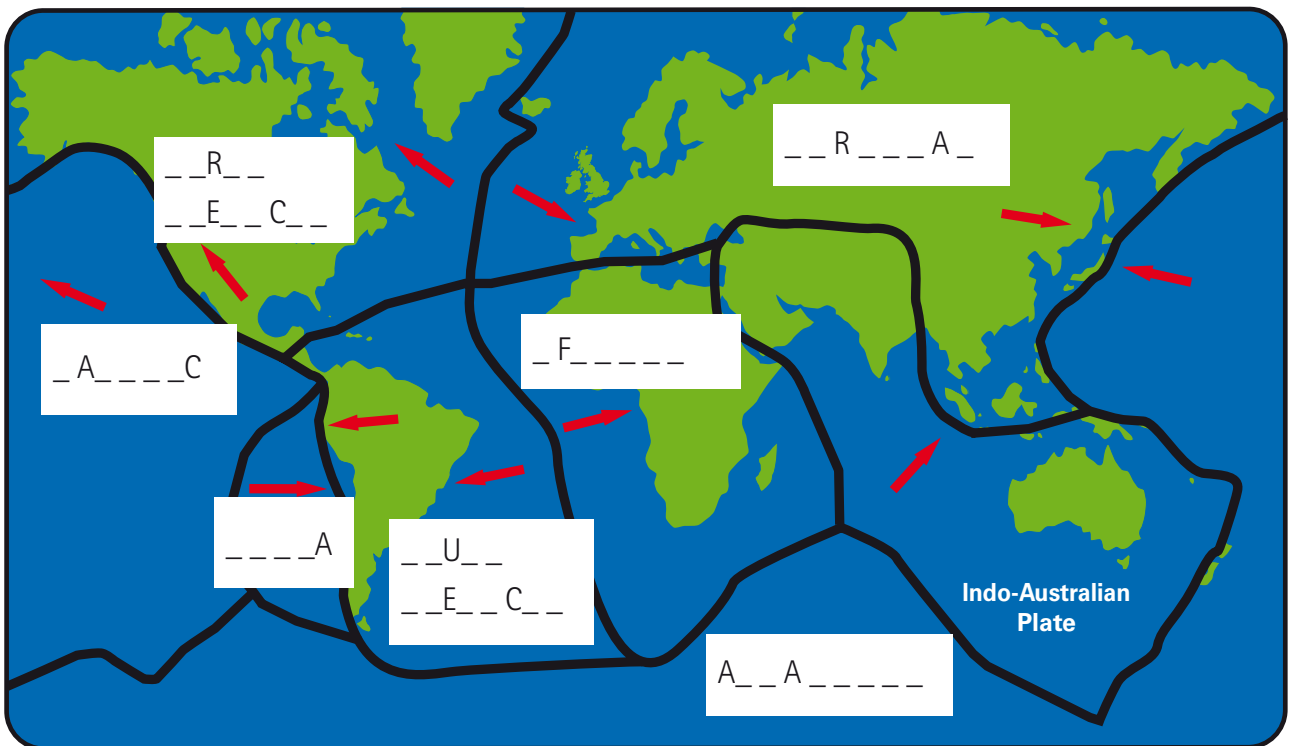 _ _R_ _
_ _E_ _ C_ _
_ _ R _ _ _ A _
_ A_ _ _ _C
_ F_ _ _ _ _
_ _ _ _A
_ _U_ _
_ _E_ _ C_ _
Indo-Australian
Plate
A_ _ A _ _ _ _ _